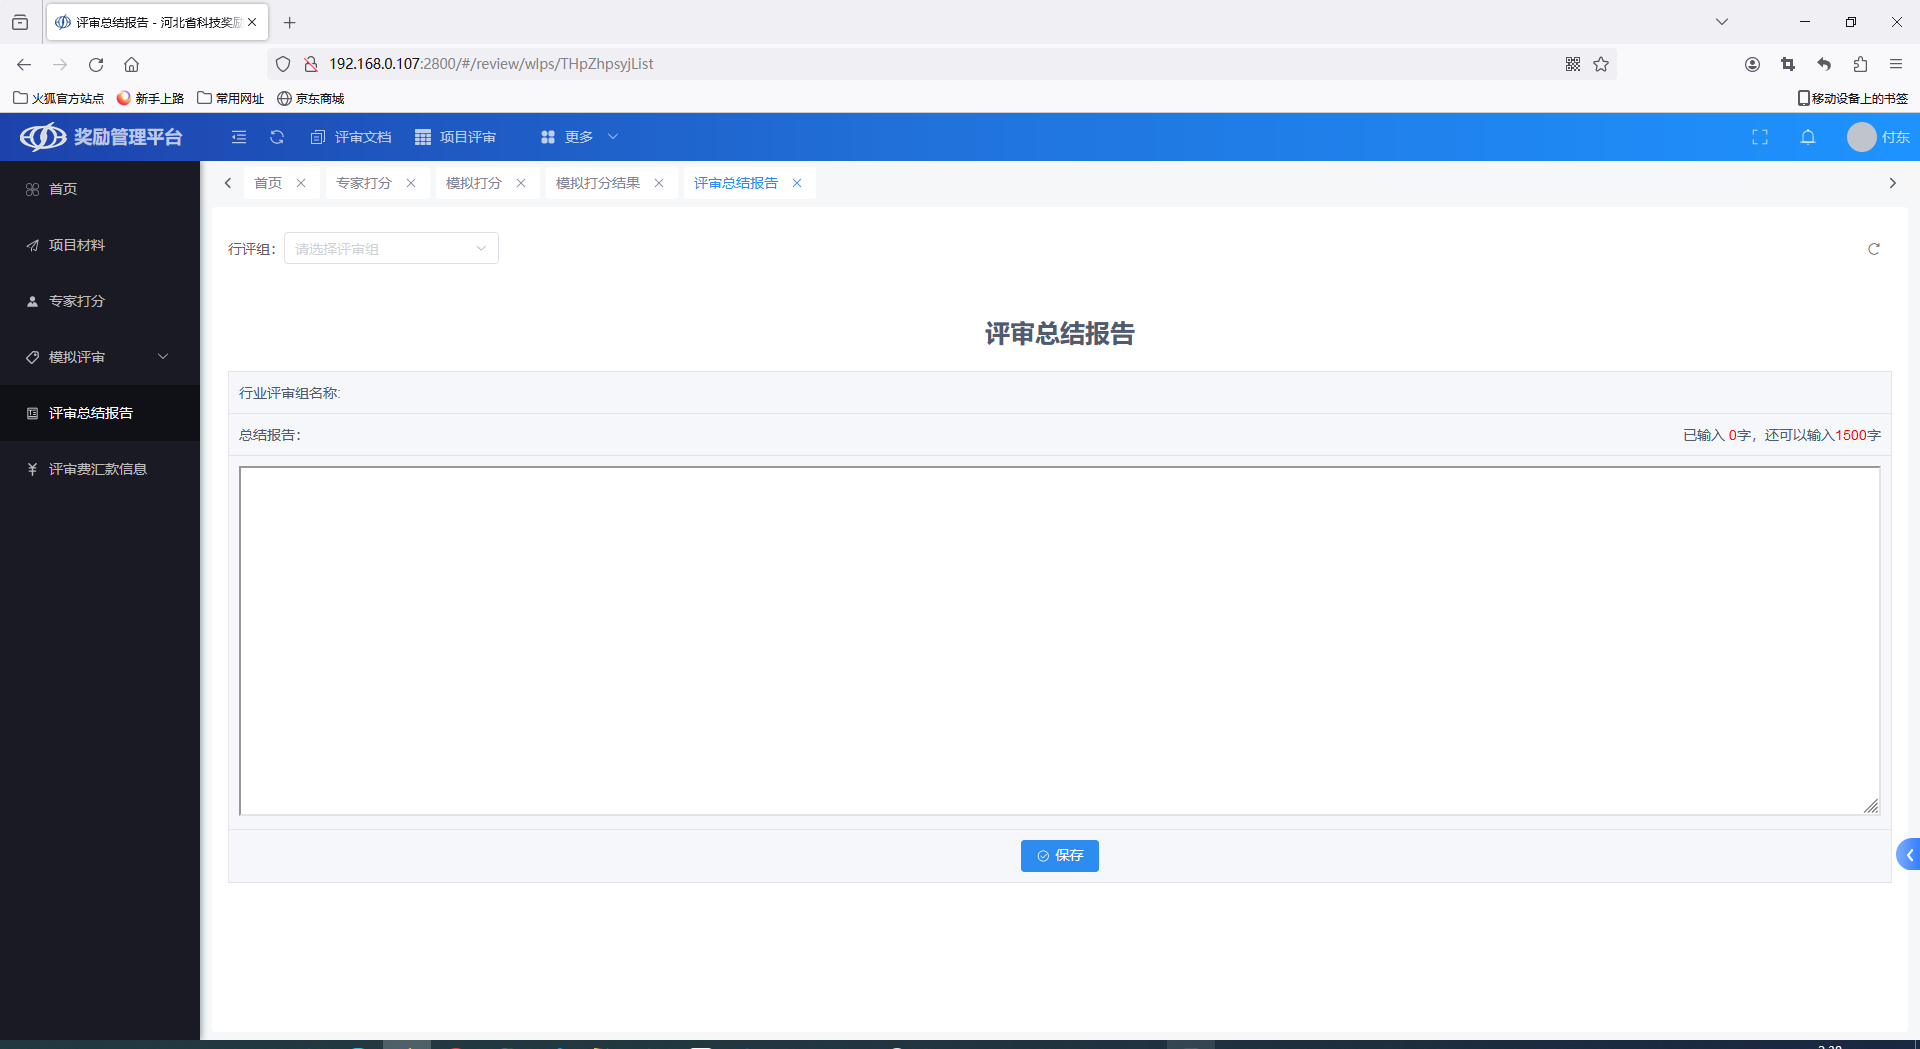 评审总结报告 - 河北省科技奖励
192.168.0.107:2800/#/review/wlps/THpZhpsyjList
火狐官方站点 新手上路 常用网址 京东商城 移动设备上的书签
奖励管理平台 评审文档 项目评审 更多 付东
首页 专家打分 模拟打分 模拟打分结果 评审总结报告
首页
项目材料
专家打分
模拟评审
评审总结报告
¥ 评审费汇款信息
行评组： 请选择评审组
评审总结报告
行业评审组名称:
总结报告： 已输入 0字，还可以输入1500字
保存